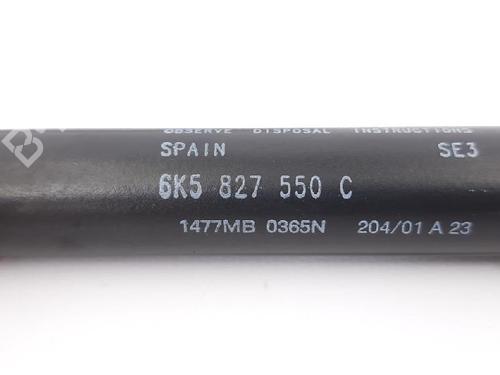 OBSERVE DISPOSAL INSTRUCTIONS
SPAIN SE3
6K5 827 550 C
1477MB 0365N 204/01 A 23